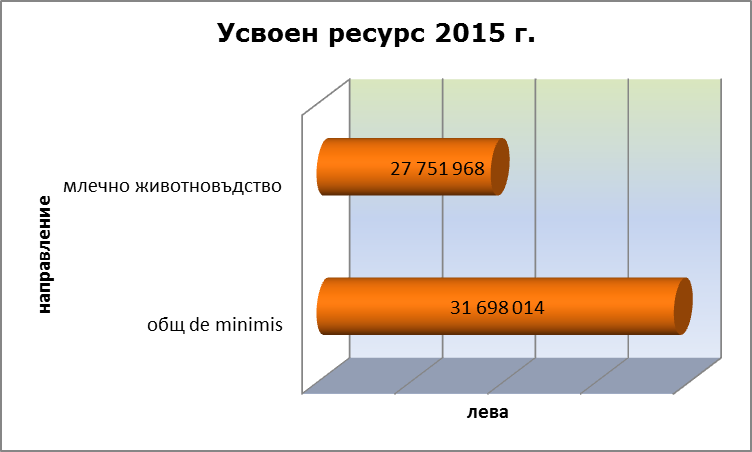 Усвоен ресурс 2015 г.
млечно животновъдство
27 751 968
направление
общ de minimis
31 698 014
лева